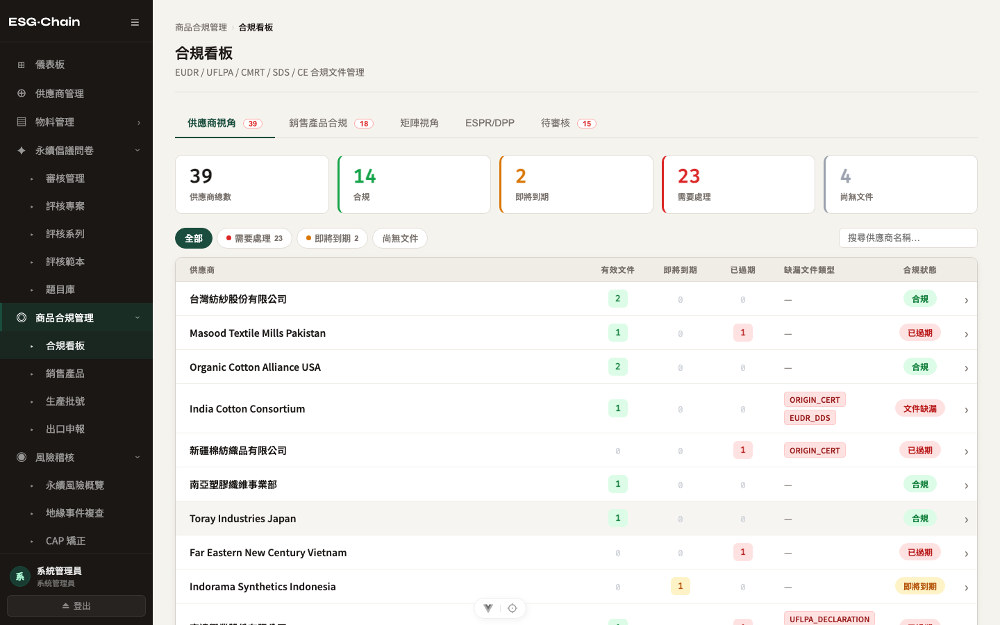 ESG·Chain
儀表板
供應商管理
物料管理
永續倡議問卷
審核管理
評核專案
評核系列
評核範本
題目庫
商品合規管理
合規看板
銷售產品
生產批號
出口申報
風險稽核
永續風險概覽
地緣事件複查
CAP 矯正
系 系統管理員
系統管理員
登出
商品合規管理 › 合規看板
合規看板
EUDR / UFLPA / CMRT / SDS / CE 合規文件管理
供應商視角 39 銷售產品合規 18 矩陣視角 ESPR/DPP 待審核 15
39 14 2 23 4
供應商總數 合規 即將到期 需要處理 尚無文件
全部 需要處理 23 即將到期 2 尚無文件 搜尋供應商名稱...
供應商 有效文件 即將到期 已過期 缺漏文件類型 合規狀態
台灣紡紗股份有限公司 2 0 0 — 合規
Masood Textile Mills Pakistan 1 0 1 — 已過期
Organic Cotton Alliance USA 2 0 0 — 合規
India Cotton Consortium 1 0 0 ORIGIN_CERT EUDR_DDS 文件缺漏
新疆棉紡織品有限公司 0 0 1 ORIGIN_CERT 已過期
南亞塑膠纖維事業部 1 0 0 — 合規
Toray Industries Japan 1 0 0 — 合規
Far Eastern New Century Vietnam 0 0 1 — 已過期
Indorama Synthetics Indonesia 0 1 0 — 即將到期
UFLPA_DECLARATION